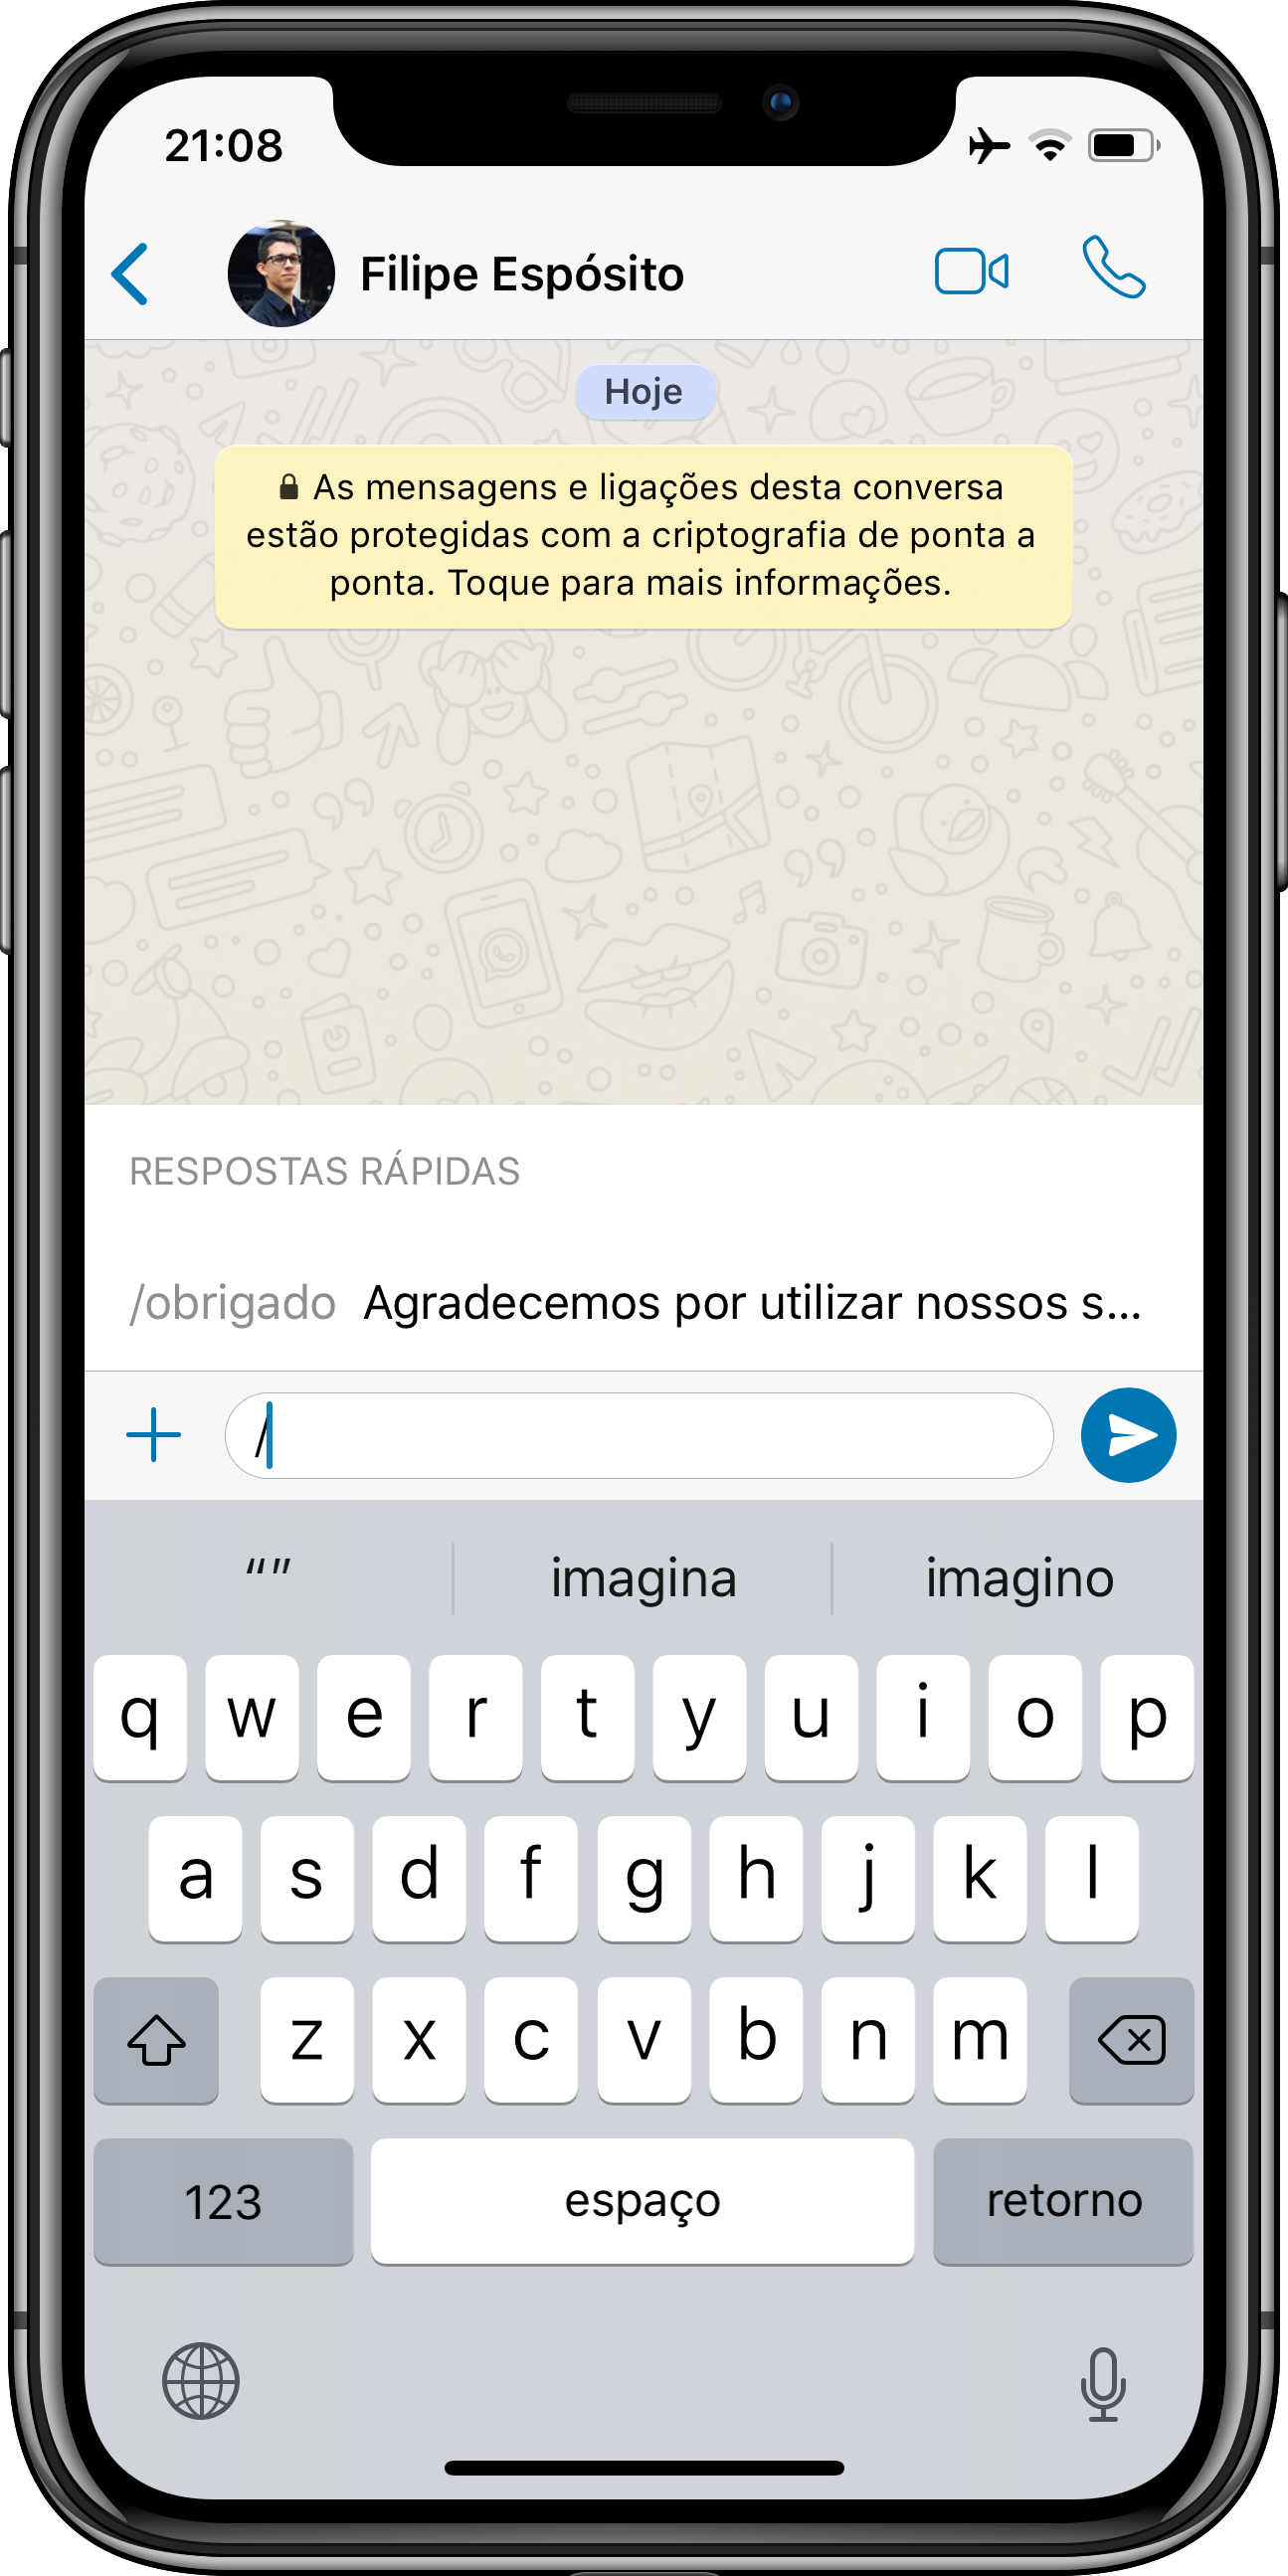 21:08
Filipe Espósito
Hoje
As mensagens e ligações desta conversa
estão protegidas com a criptografia de ponta a
ponta. Toque para mais informações.
RESPOSTAS RÁPIDAS
/obrigado Agradecemos por utilizar nossos s...
/
“” imagina imagino
q w e r t y u i o p
a s d f g h j k l
z x c v b n m
123 espaço retorno